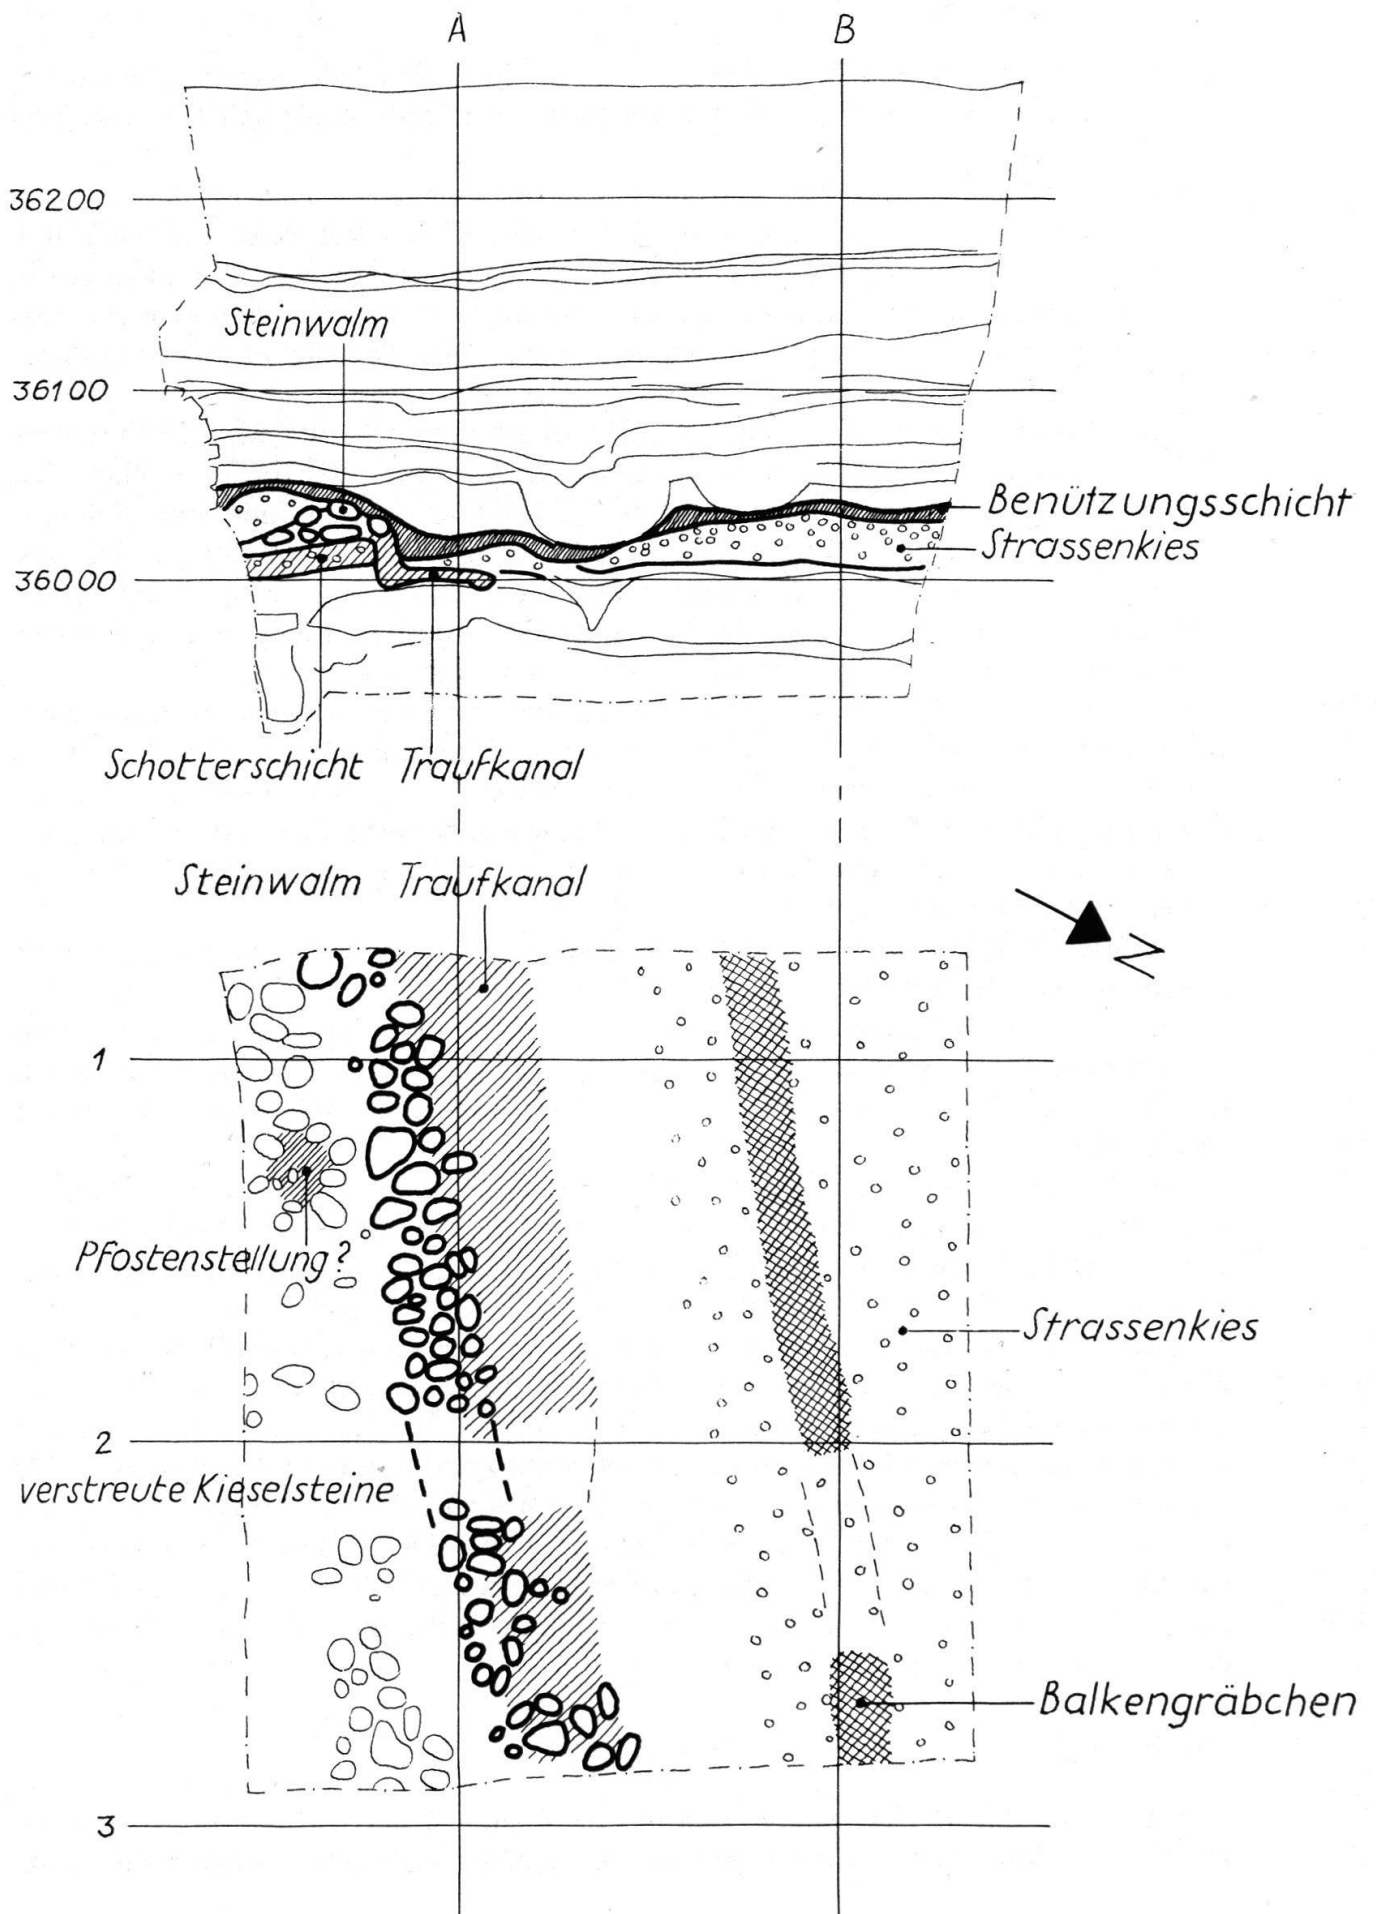 A B
36200
Steinwalm
36100
Benützungsschicht
Strassenkies
36000
Schotterschicht Traufkanal
Steinwalm Traufkanal
N
1
Pfostenstellung?
Strassenkies
2
verstreute Kieselsteine
Balkengräbchen
3